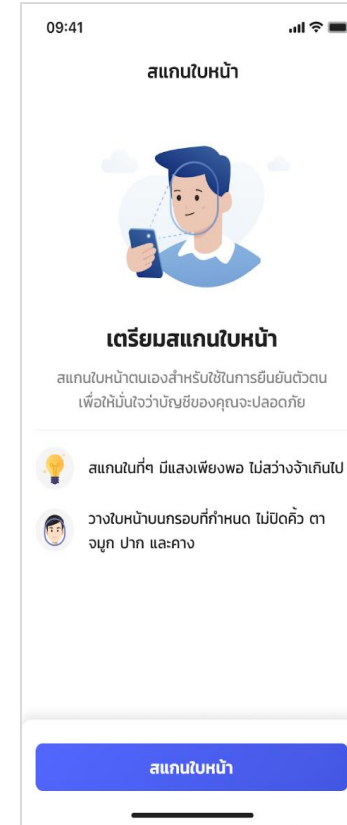 09:41
สแกนใบหน้า
เตรียมสแกนใบหน้า
สแกนใบหน้าตนเองสำหรับใช้ในการยืนยันตัวตน
เพื่อให้มั่นใจว่าบัญชีของคุณจะปลอดภัย
สแกนในที่ๆ มีแสงเพียงพอ ไม่สว่างจ้าเกินไป
วางใบหน้าบนกรอบที่กำหนด ไม่ปิดคิ้ว ตา
จมูก ปาก และคาง
สแกนใบหน้า